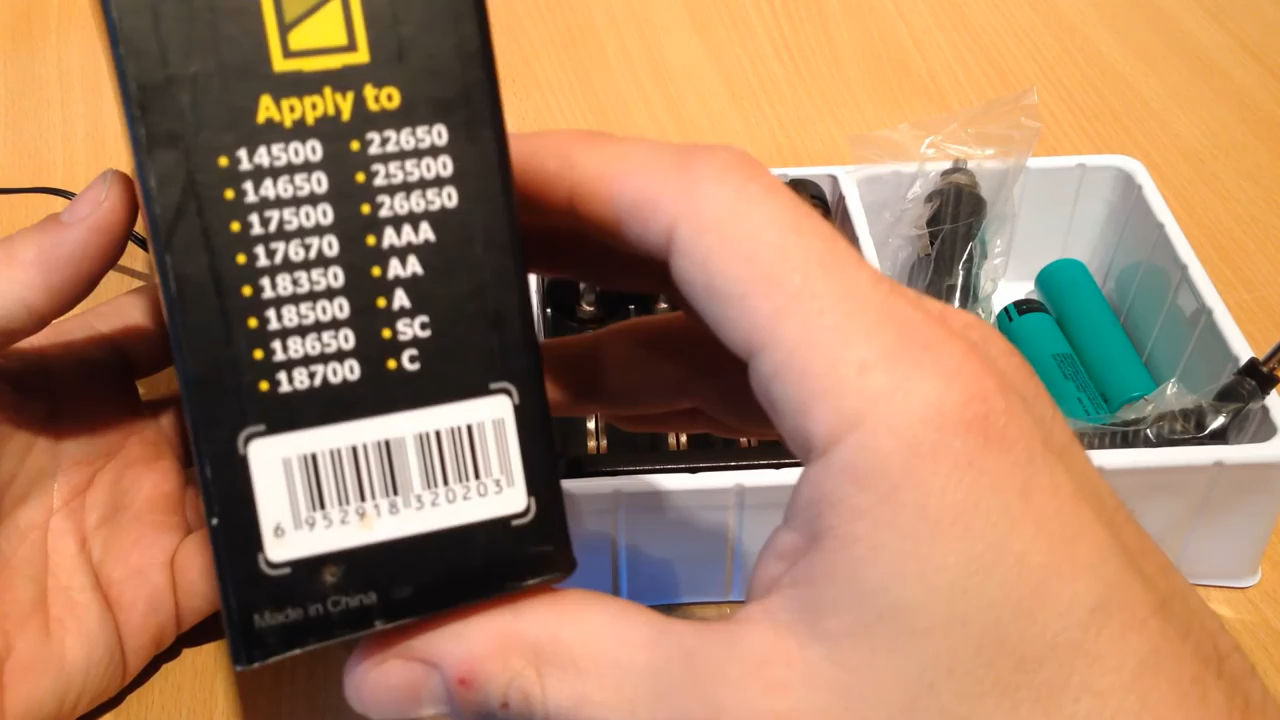 Apply to
• 14500
• 14650
• 17500
• 17670
• 18350
• 18500
• 18650
• 18700
• 22650
• 25500
• 26650
• AAA
• AA
• A
• SC
• C
6 952918 320203
Made in China